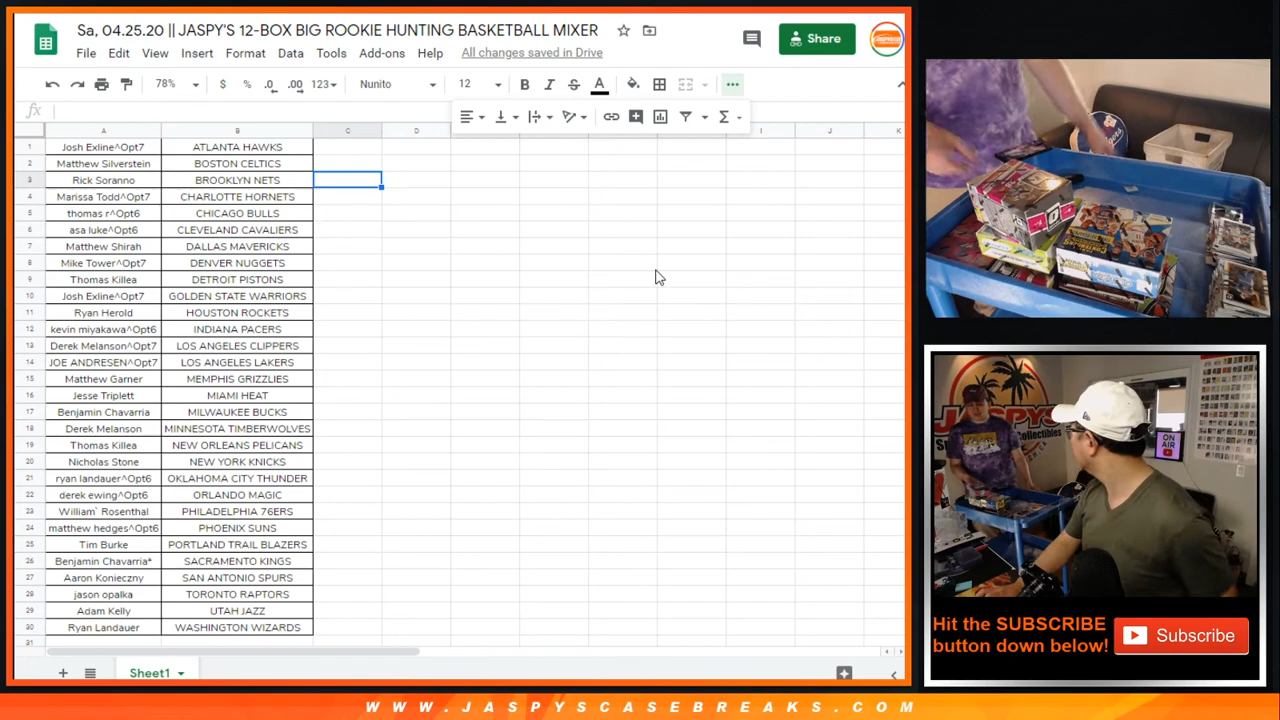 Sa, 04.25.20 || JASPY'S 12-BOX BIG ROOKIE HUNTING BASKETBALL MIXER
File Edit View Insert Format Data Tools Add-ons Help All changes saved in Drive
Share
78% $ % .0 .00 123 Nunito 12 B I S A
fx
A B C D I J K
1 Josh Exline^Opt7 ATLANTA HAWKS
2 Matthew Silverstein BOSTON CELTICS
3 Rick Soranno BROOKLYN NETS
4 Marissa Todd^Opt7 CHARLOTTE HORNETS
5 thomas r^Opt6 CHICAGO BULLS
6 asa luke^Opt6 CLEVELAND CAVALIERS
7 Matthew Shirah DALLAS MAVERICKS
8 Mike Tower^Opt7 DENVER NUGGETS
9 Thomas Killea DETROIT PISTONS
10 Josh Exline^Opt7 GOLDEN STATE WARRIORS
11 Ryan Herold HOUSTON ROCKETS
12 kevin miyakawa^Opt6 INDIANA PACERS
13 Derek Melanson^Opt7 LOS ANGELES CLIPPERS
14 JOE ANDRESEN^Opt7 LOS ANGELES LAKERS
15 Matthew Garner MEMPHIS GRIZZLIES
16 Jesse Triplett MIAMI HEAT
17 Benjamin Chavarria MILWAUKEE BUCKS
18 Derek Melanson MINNESOTA TIMBERWOLVES
19 Thomas Killea NEW ORLEANS PELICANS
20 Nicholas Stone NEW YORK KNICKS
21 ryan landauer^Opt6 OKLAHOMA CITY THUNDER
22 derek ewing^Opt6 ORLANDO MAGIC
23 William` Rosenthal PHILADELPHIA 76ERS
24 matthew hedges^Opt6 PHOENIX SUNS
25 Tim Burke PORTLAND TRAIL BLAZERS
26 Benjamin Chavarria* SACRAMENTO KINGS
27 Aaron Konieczny SAN ANTONIO SPURS
28 jason opalka TORONTO RAPTORS
29 Adam Kelly UTAH JAZZ
30 Ryan Landauer WASHINGTON WIZARDS
31
Sheet1
JASPY'S
ON AIR
Hit the SUBSCRIBE
button down below!
Subscribe
WWW.JASPYSCASEBREAKS.COM